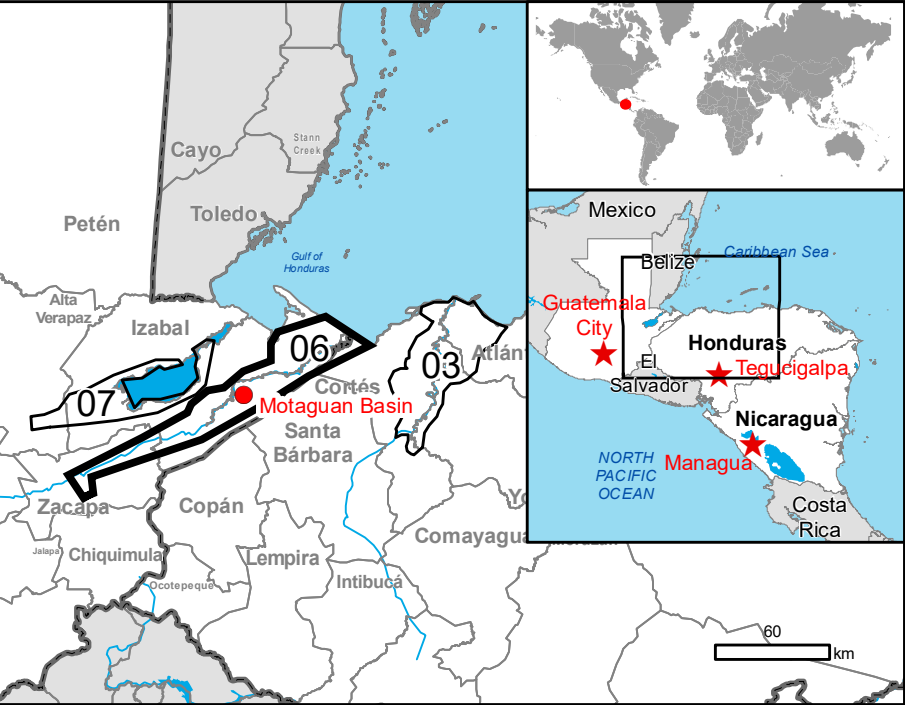 Cayo
Stann
Creek
Toledo
Petén
Gulf of
Honduras
Alta
Verapaz
Izabal
06
03
Atlán
07
Cortés
Motaguan Basin
Santa
Bárbara
Zacapa
Copán
Yo
Comayagua
Jalapa
Chiquimula
Lempira
Ocotepeque
Intibucá
60
km
Mexico
Belize
Caribbean Sea
Guatemala
City
Honduras
El
Salvador
Tegucigalpa
Nicaragua
Managua
NORTH
PACIFIC
OCEAN
Costa
Rica